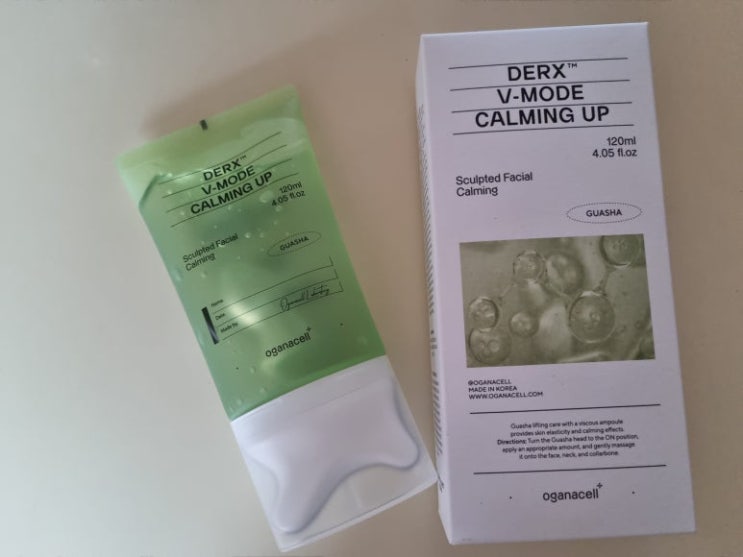 DERX™
V-MODE
CALMING UP
120ml
4.05 fl.oz
Sculpted Facial
Calming
GUASHA
Name
Date
Made by
oganacell+
DERX™
V-MODE
CALMING UP
120ml
4.05 fl.oz
Sculpted Facial
Calming
GUASHA
@OGANACELL
MADE IN KOREA
WWW.OGANACELL.COM
Guasha lifting care with a viscous ampoule
provides skin elasticity and calming effects.
Directions: Turn the Guasha head to the ON position,
apply an appropriate amount, and gently massage
it onto the face, neck, and collarbone.
oganacell+